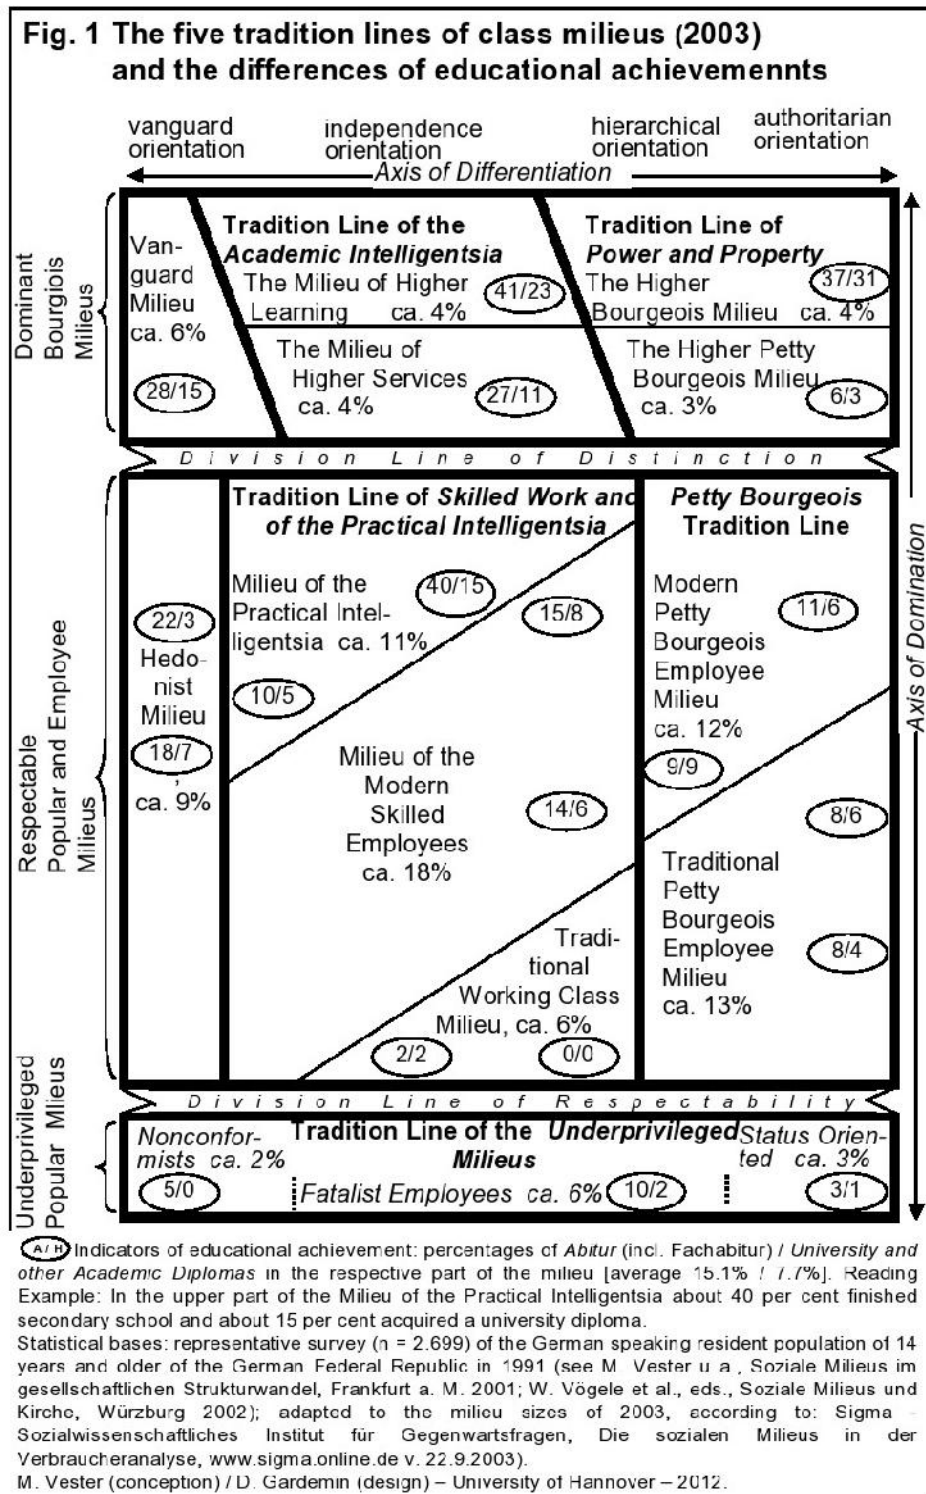 Fig. 1 The five tradition lines of class milieus (2003)
and the differences of educational achievemennts
vanguard
orientation
independence
orientation
hierarchical
orientation
authoritarian
orientation
Axis of Differentiation
Dominant
Bourgiois
Milieus
Van-
guard
Milieu
ca. 6%
28/15
Tradition Line of the
Academic Intelligentsia
The Milieu of Higher
Learning ca. 4%
41/23
The Milieu of
Higher Services
ca. 4%
27/11
Tradition Line of
Power and Property
The Higher
Bourgeois Milieu ca. 4%
37/31
The Higher Petty
Bourgeois Milieu
ca. 3%
6/3
Division Line of Distinction
Respectable
Popular and Employee
Milieus
22/3
Hedo-
nist
Milieu
18/7
,
ca. 9%
Tradition Line of Skilled Work and
of the Practical Intelligentsia
Milieu of the
Practical Intel-
ligentsia ca. 11%
40/15
15/8
10/5
Milieu of the
Modern
Skilled
Employees
ca. 18%
14/6
Tradi-
tional
Working Class
Milieu, ca. 6%
2/2
0/0
Petty Bourgeois
Tradition Line
Modern
Petty
Bourgeois
Employee
Milieu
ca. 12%
11/6
9/9
8/6
Traditional
Petty
Bourgeois
Employee
Milieu
ca. 13%
8/4
Axis of Domination
Division Line of Respectability
Underprivileged
Popular Mlieus
Nonconfor-
mists ca. 2%
5/0
Tradition Line of the Underprivileged
Milieus
Fatalist Employees ca. 6%
10/2
Status Orien-
ted ca. 3%
3/1
A / H Indicators of educational achievement: percentages of Abitur (incl. Fachabitur) / University and
other Academic Diplomas in the respective part of the milieu [average 15.1% / 7.7%]. Reading
Example: In the upper part of the Milieu of the Practical Intelligentsia about 40 per cent finished
secondary school and about 15 per cent acquired a university diploma.
Statistical bases: representative survey (n = 2.699) of the German speaking resident population of 14
years and older of the German Federal Republic in 1991 (see M. Vester u a , Soziale Milieus im
gesellschaftlichen Strukturwandel, Frankfurt a. M. 2001; W. Vögele et al., eds., Soziale Milieus und
Kirche, Würzburg 2002); adapted to the milieu sizes of 2003, according to: Sigma -
Sozialwissenschaftliches Institut für Gegenwartsfragen, Die sozialen Milieus in der
Verbraucheranalyse, www.sigma.online.de v. 22.9.2003).
M. Vester (conception) / D. Gardemin (design) – University of Hannover – 2012.